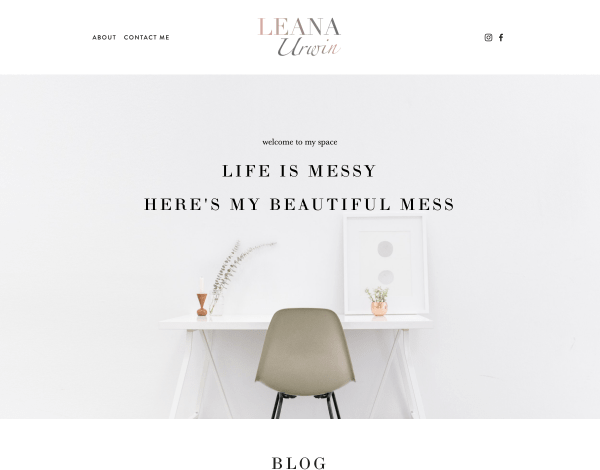 ABOUT CONTACT ME
LEANA
Urwin
welcome to my space
LIFE IS MESSY
HERE'S MY BEAUTIFUL MESS
BLOG